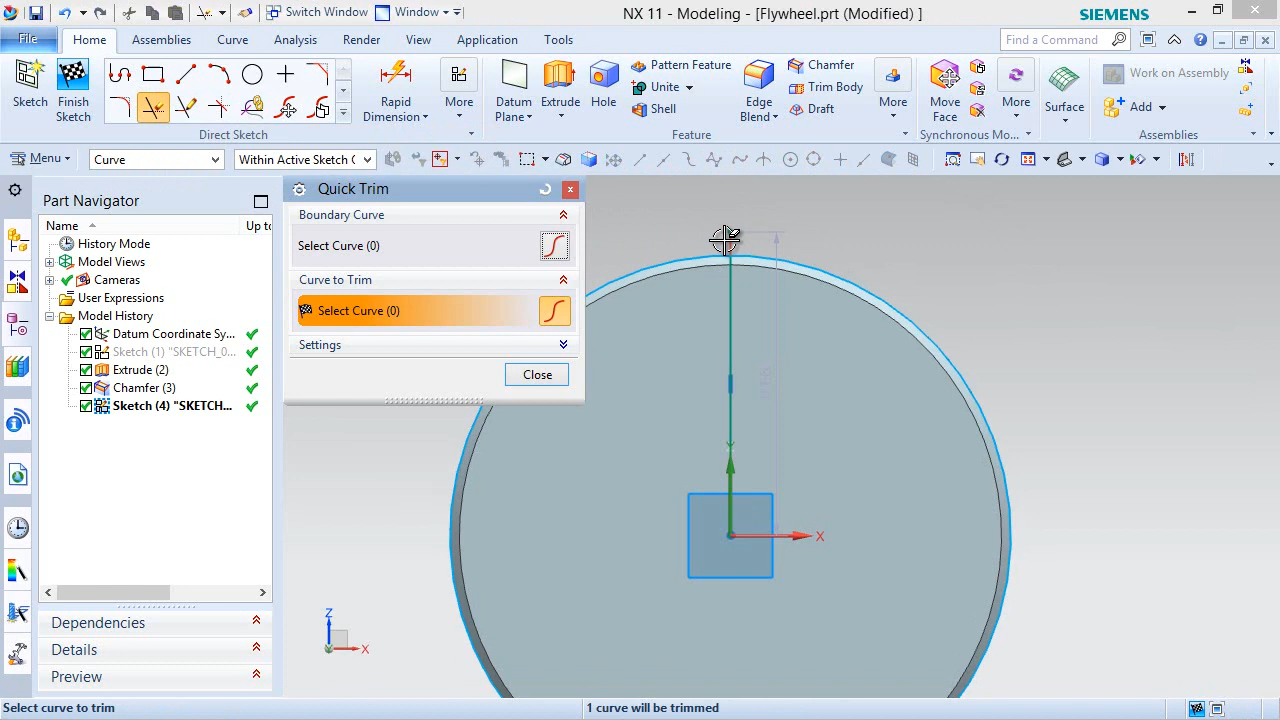 Switch Window
Window
NX 11 - Modeling - [Flywheel.prt (Modified) ]
SIEMENS
File
Home
Assemblies
Curve
Analysis
Render
View
Application
Tools
Find a Command
Sketch
Finish
Sketch
Direct Sketch
Rapid
Dimension
More
Datum
Plane
Extrude
Hole
Pattern Feature
Unite
Shell
Edge
Blend
Chamfer
Trim Body
Draft
More
Feature
Move
Face
More
Synchronous Mo...
Surface
Work on Assembly
Add
Assemblies
Menu
Curve
Within Active Sketch
Part Navigator
Name
Up to
History Mode
Model Views
Cameras
User Expressions
Model History
Datum Coordinate Sy...
Sketch (1) "SKETCH_0...
Extrude (2)
Chamfer (3)
Sketch (4) "SKETCH...
Dependencies
Details
Preview
Quick Trim
Boundary Curve
Select Curve (0)
Curve to Trim
Select Curve (0)
Settings
Close
Y
X
Z
X
Y
Select curve to trim
1 curve will be trimmed